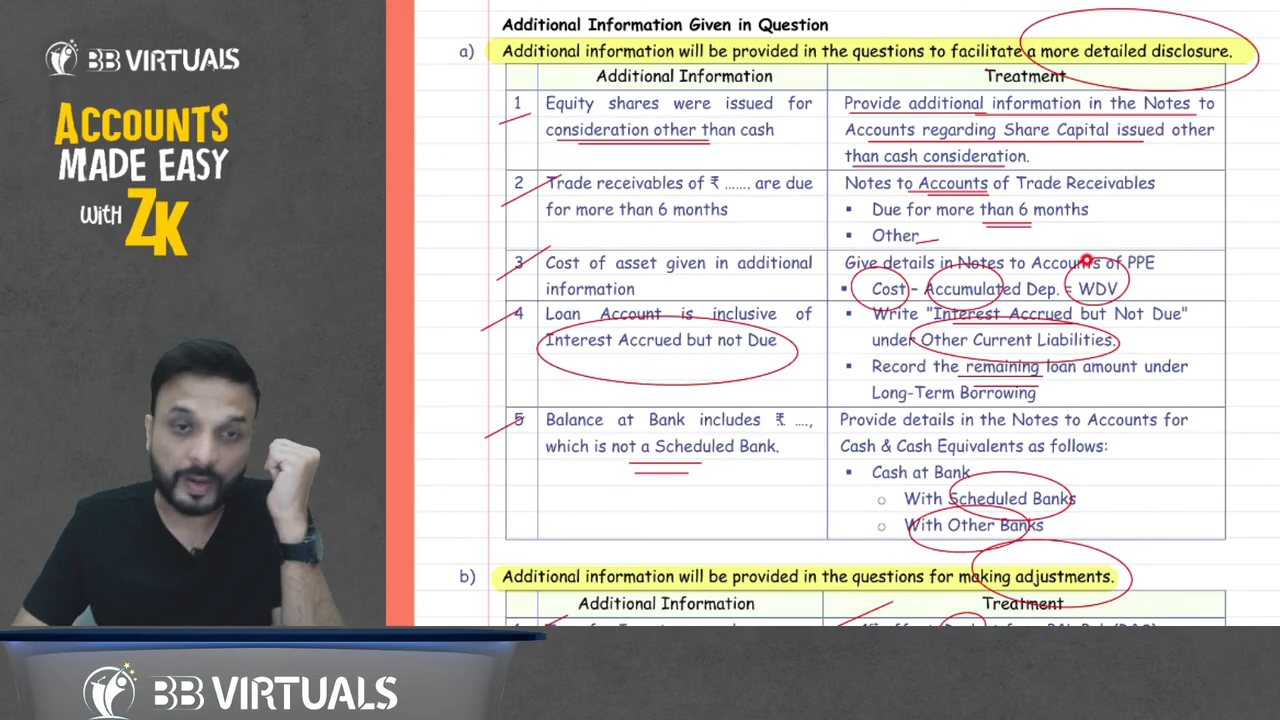 BB VIRTUALS
ACCOUNTS
MADE EASY
with ZK
Additional Information Given in Question
a) Additional information will be provided in the questions to facilitate a more detailed disclosure.
Additional Information Treatment
1 Equity shares were issued for consideration other than cash
Provide additional information in the Notes to
Accounts regarding Share Capital issued other
than cash consideration.
2 Trade receivables of ₹ ....... are due
for more than 6 months
Notes to Accounts of Trade Receivables
▪ Due for more than 6 months
▪ Other
3 Cost of asset given in additional
information
Give details in Notes to Accounts of PPE
▪ Cost – Accumulated Dep. = WDV
4 Loan Account is inclusive of
Interest Accrued but not Due
▪ Write "Interest Accrued but Not Due"
under Other Current Liabilities.
▪ Record the remaining loan amount under
Long-Term Borrowing
5 Balance at Bank includes ₹ ....,
which is not a Scheduled Bank.
Provide details in the Notes to Accounts for
Cash & Cash Equivalents as follows:
▪ Cash at Bank
○ With Scheduled Banks
○ With Other Banks
b) Additional information will be provided in the questions for making adjustments.
Additional Information Treatment
BB VIRTUALS